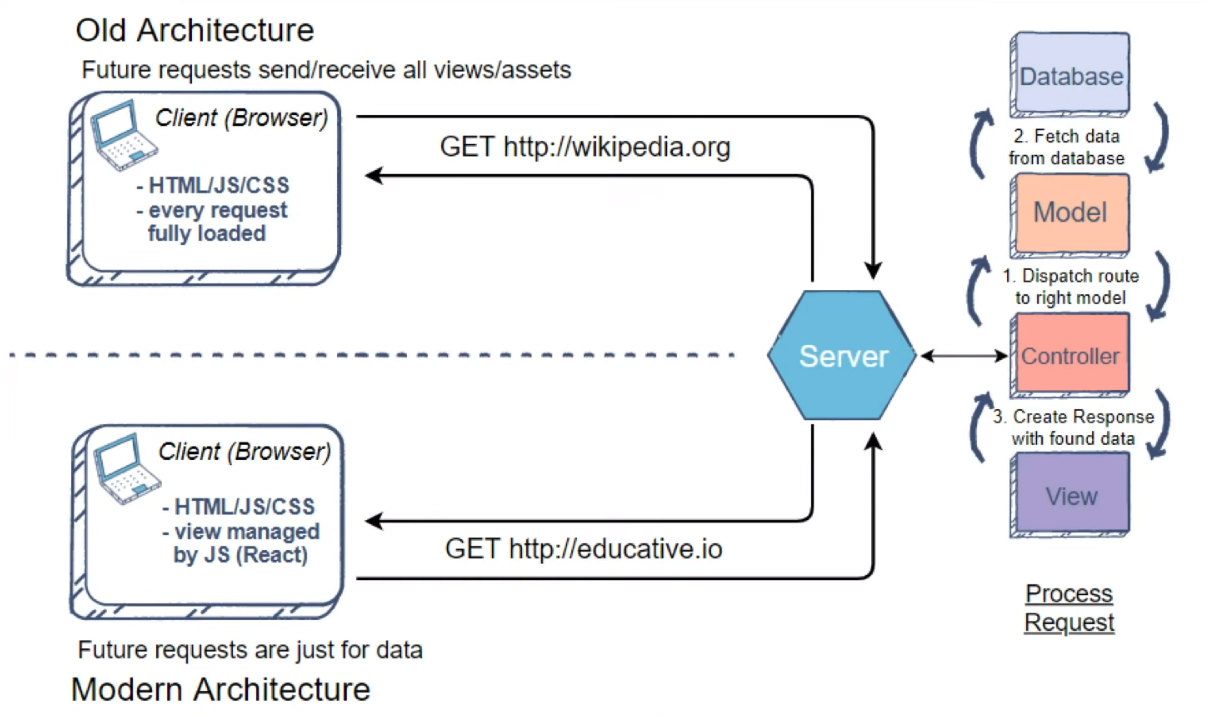 Old Architecture
Future requests send/receive all views/assets
Client (Browser)
- HTML/JS/CSS
- every request
fully loaded
GET http://wikipedia.org
Server
Client (Browser)
- HTML/JS/CSS
- view managed
by JS (React)
GET http://educative.io
Future requests are just for data
Modern Architecture
Database
2. Fetch data
from database
Model
1. Dispatch route
to right model
Controller
3. Create Response
with found data
View
Process
Request